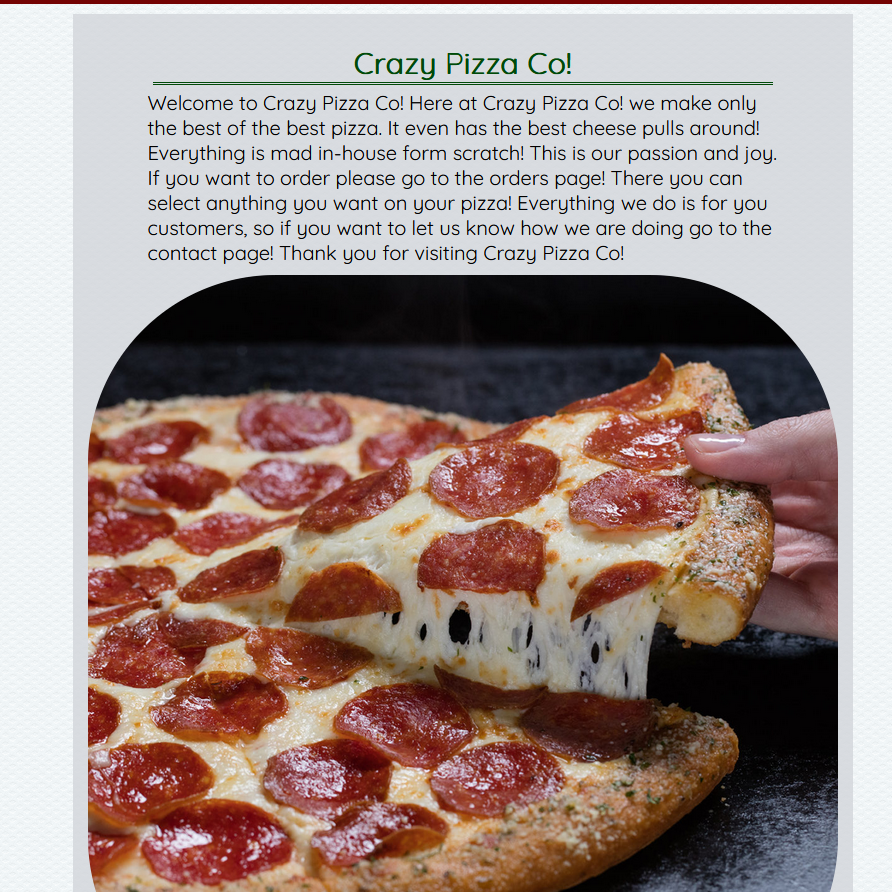 Crazy Pizza Co!
Welcome to Crazy Pizza Co! Here at Crazy Pizza Co! we make only
the best of the best pizza. It even has the best cheese pulls around!
Everything is mad in-house form scratch! This is our passion and joy.
If you want to order please go to the orders page! There you can
select anything you want on your pizza! Everything we do is for you
customers, so if you want to let us know how we are doing go to the
contact page! Thank you for visiting Crazy Pizza Co!